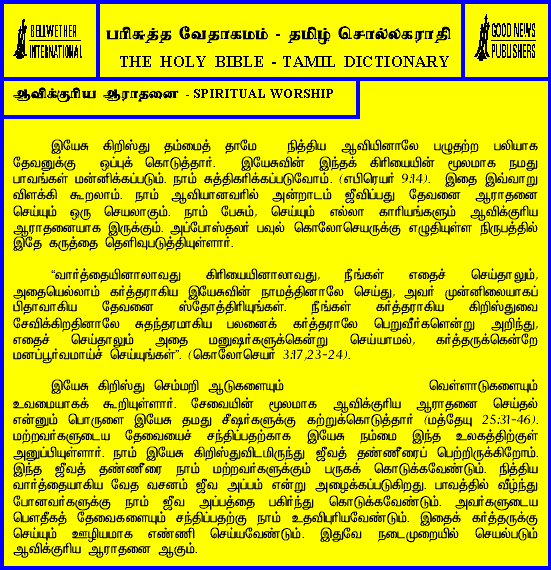 BELLWETHER
INTERNATIONAL
பரிசுத்த வேதாகமம் - தமிழ் சொல்லகராதி
THE HOLY BIBLE - TAMIL DICTIONARY
GOOD NEWS
PUBLISHERS
ஆவிக்குரிய ஆராதனை - SPIRITUAL WORSHIP
இயேசு கிறிஸ்து தம்மைத் தாமே நித்திய ஆவியினாலே பழுதற்ற பலியாக
தேவனுக்கு ஒப்புக் கொடுத்தார். இயேசுவின் இந்தக் கிரியையின் மூலமாக நமது
பாவங்கள் மன்னிக்கப்படும். நாம் சுத்திகரிக்கப்படுவோம். (எபிரெயர் 9:14). இதை இவ்வாறு
விளக்கி கூறலாம். நாம் ஆவியானவரில் அன்றாடம் ஜீவிப்பது தேவனை ஆராதனை
செய்யும் ஒரு செயலாகும். நாம் பேசும், செய்யும் எல்லா காரியங்களும் ஆவிக்குரிய
ஆராதனையாக இருக்கும். அப்போஸ்தலர் பவுல் கொலோசெயருக்கு எழுதியுள்ள நிருபத்தில்
இதே கருத்தை தெளிவுபடுத்தியுள்ளார்.
“வார்த்தையினாலாவது கிரியையினாலாவது, நீங்கள் எதைச் செய்தாலும்,
அதையெல்லாம் கர்த்தராகிய இயேசுவின் நாமத்தினாலே செய்து, அவர் முன்னிலையாகப்
பிதாவாகிய தேவனை ஸ்தோத்திரியுங்கள். நீங்கள் கர்த்தராகிய கிறிஸ்துவை
சேவிக்கிறதினாலே சுதந்தரமாகிய பலனைக் கர்த்தராலே பெறுவீர்களென்று அறிந்து,
எதைச் செய்தாலும் அதை மனுஷர்களுக்கென்று செய்யாமல், கர்த்தருக்கென்றே
மனப்பூர்வமாய்ச் செய்யுங்கள்”. (கொலோசெயர் 3:17,23-24).
இயேசு கிறிஸ்து செம்மறி ஆடுகளையும் வெள்ளாடுகளையும்
உவமையாகக் கூறியுள்ளார். சேவையின் மூலமாக ஆவிக்குரிய ஆராதனை செய்தல்
என்னும் பொருளை இயேசு தமது சீஷர்களுக்கு கற்றுக்கொடுத்தார் (மத்தேயு 25:31-46).
மற்றவர்களுடைய தேவையைச் சந்திப்பதற்காக இயேசு நம்மை இந்த உலகத்திற்குள்
அனுப்பியுள்ளார். நாம் இயேசு கிறிஸ்துவிடமிருந்து ஜீவத் தண்ணீரைப் பெற்றிருக்கிறோம்.
இந்த ஜீவத் தண்ணீரை நாம் மற்றவர்களுக்கும் பருகக் கொடுக்கவேண்டும். நித்திய
வார்த்தையாகிய வேத வசனம் ஜீவ அப்பம் என்று அழைக்கப்படுகிறது. பாவத்தில் வீழ்ந்து
போனவர்களுக்கு நாம் ஜீவ அப்பத்தை பகிர்ந்து கொடுக்கவேண்டும். அவர்களுடைய
பௌதீகத் தேவைகளையும் சந்திப்பதற்கு நாம் உதவிபுரியவேண்டும். இதைக் கர்த்தருக்கு
செய்யும் ஊழியமாக எண்ணி செய்யவேண்டும். இதுவே நடைமுறையில் செயல்படும்
ஆவிக்குரிய ஆராதனை ஆகும்.